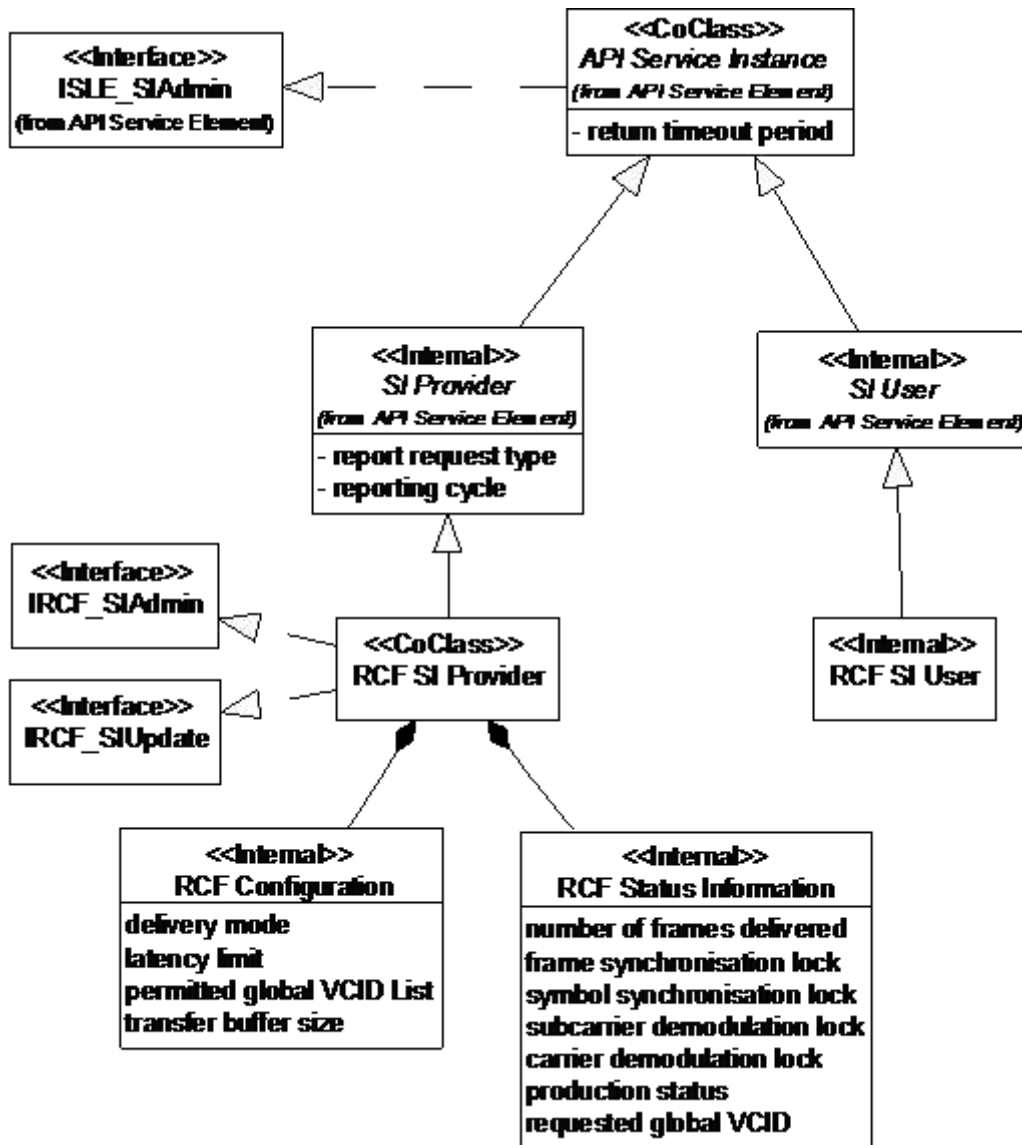 <<Interface>>
ISLE_SIAdmin
(from API Service Element)
<<CoClass>>
API Service Instance
(from API Service Element)
- return timeout period
<<Internal>>
SI Provider
(from API Service Element)
- report request type
- reporting cycle
<<Internal>>
SI User
(from API Service Element)
<<Interface>>
IRCF_SIAdmin
<<CoClass>>
RCF SI Provider
<<Internal>>
RCF SI User
<<Interface>>
IRCF_SIUpdate
<<Internal>>
RCF Configuration
delivery mode
latency limit
permitted global VCID List
transfer buffer size
<<Internal>>
RCF Status Information
number of frames delivered
frame synchronisation lock
symbol synchronisation lock
subcarrier demodulation lock
carrier demodulation lock
production status
requested global VCID